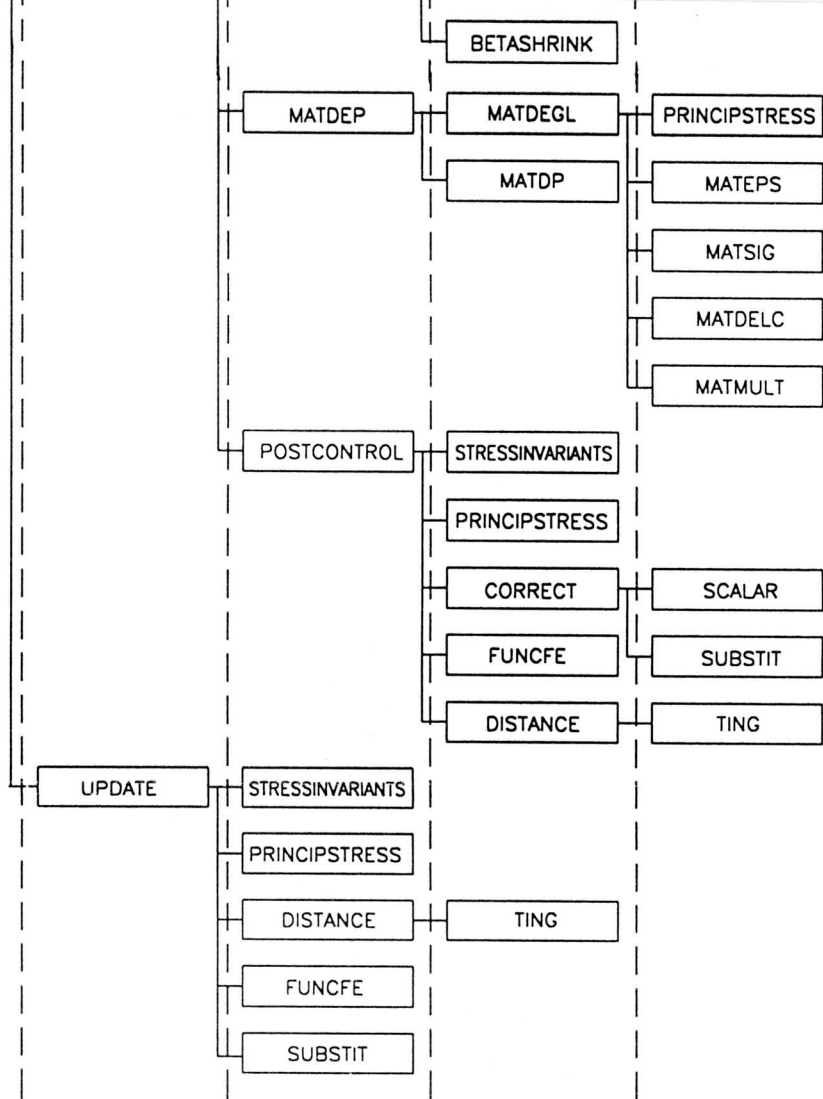 BETASHRINK
MATDEP MATDEGL PRINCIPSTRESS
MATDP MATEPS
MATSIG
MATDELC
MATMULT
POSTCONTROL STRESSINVARIANTS
PRINCIPSTRESS
CORRECT SCALAR
FUNCFE SUBSTIT
DISTANCE TING
UPDATE STRESSINVARIANTS
PRINCIPSTRESS
DISTANCE TING
FUNCFE
SUBSTIT